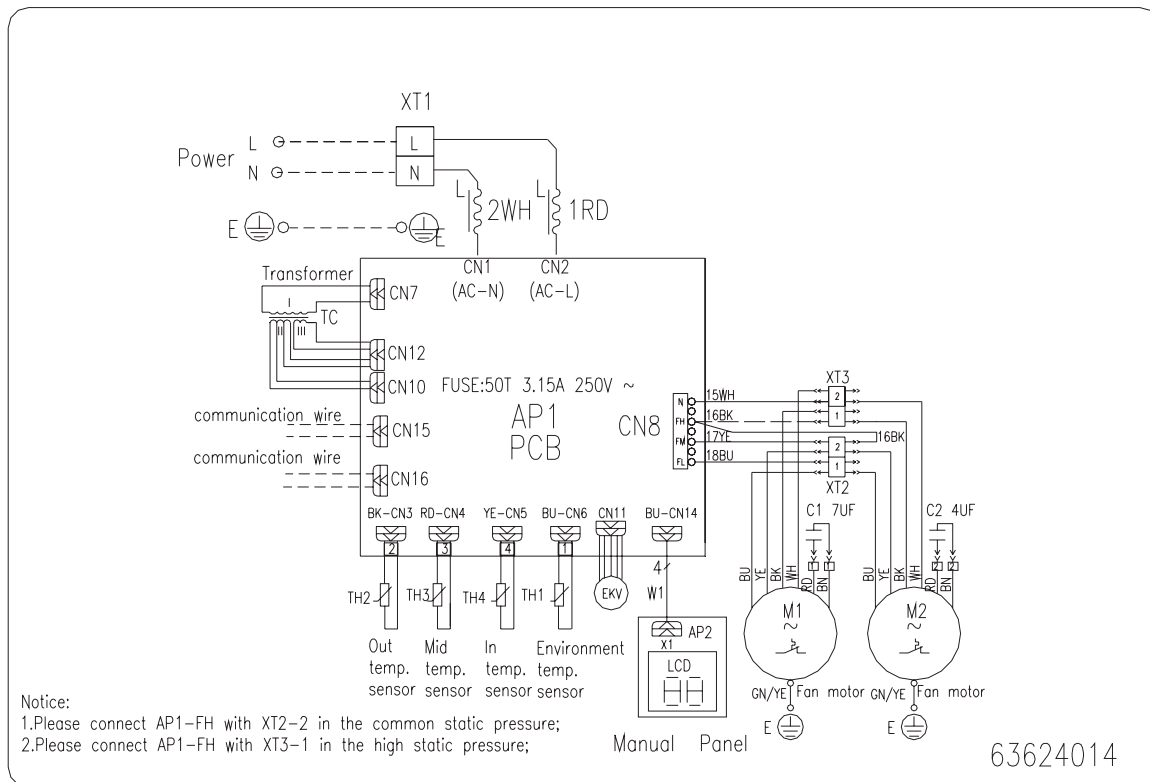 XT1
Power
L
L
N
N
E
E
L
2WH
L
1RD
CN1
(AC-N)
CN2
(AC-L)
Transformer
CN7
I
TC
II
III
CN12
CN10
FUSE:50T 3.15A 250V ~
AP1
PCB
CN8
N
FH
FM
FL
15WH
16BK
17YE
18BU
16BK
XT3
2
1
2
1
XT2
communication wire
CN15
communication wire
CN16
C1 7UF
C2 4UF
BK-CN3
RD-CN4
YE-CN5
BU-CN6
CN11
BU-CN14
2
3
4
1
TH2
TH3
TH4
TH1
EKV
4
W1
BU
YE
BK
WH
RD
BN
1
1
BU
YE
BK
WH
RD
BN
2
2
M1
~
M2
~
X1
AP2
LCD
Out temp. sensor
Mid temp. sensor
In temp. sensor
Environment temp. sensor
GN/YE
Fan motor
GN/YE
Fan motor
E
E
Manual Panel
Notice:
1.Please connect AP1-FH with XT2-2 in the common static pressure;
2.Please connect AP1-FH with XT3-1 in the high static pressure;
63624014